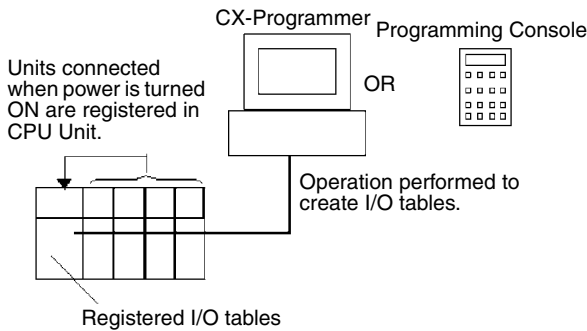 CX-Programmer
Programming Console
Units connected
when power is turned
ON are registered in
CPU Unit.
OR
Operation performed to
create I/O tables.
Registered I/O tables